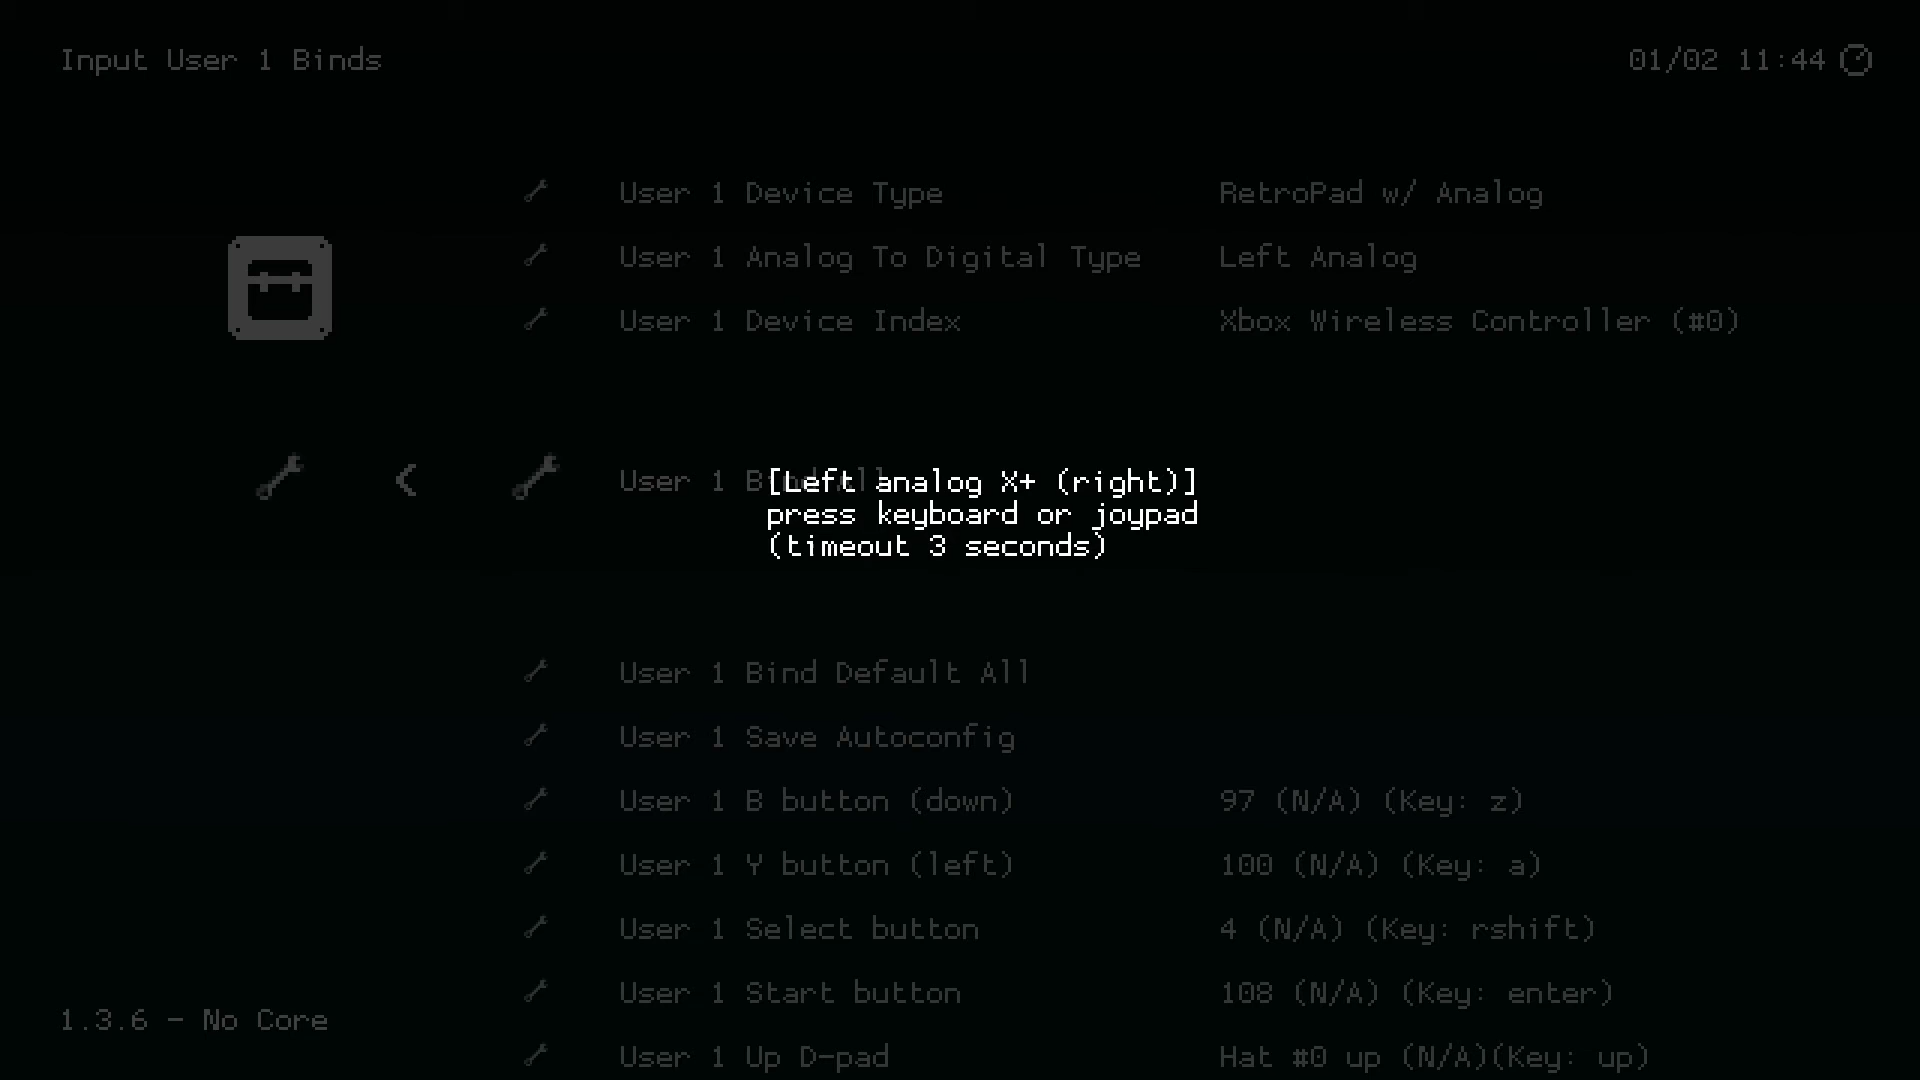 Input User 1 Binds
01/02 11:44
User 1 Device Type RetroPad w/ Analog
User 1 Analog To Digital Type Left Analog
User 1 Device Index Xbox Wireless Controller (#0)
User 1 Bind All
[Left analog X+ (right)]
press keyboard or joypad
(timeout 3 seconds)
User 1 Bind Default All
User 1 Save Autoconfig
User 1 B button (down) 97 (N/A) (Key: z)
User 1 Y button (left) 100 (N/A) (Key: a)
User 1 Select button 4 (N/A) (Key: rshift)
User 1 Start button 108 (N/A) (Key: enter)
User 1 Up D-pad Hat #0 up (N/A)(Key: up)
1.3.6 - No Core